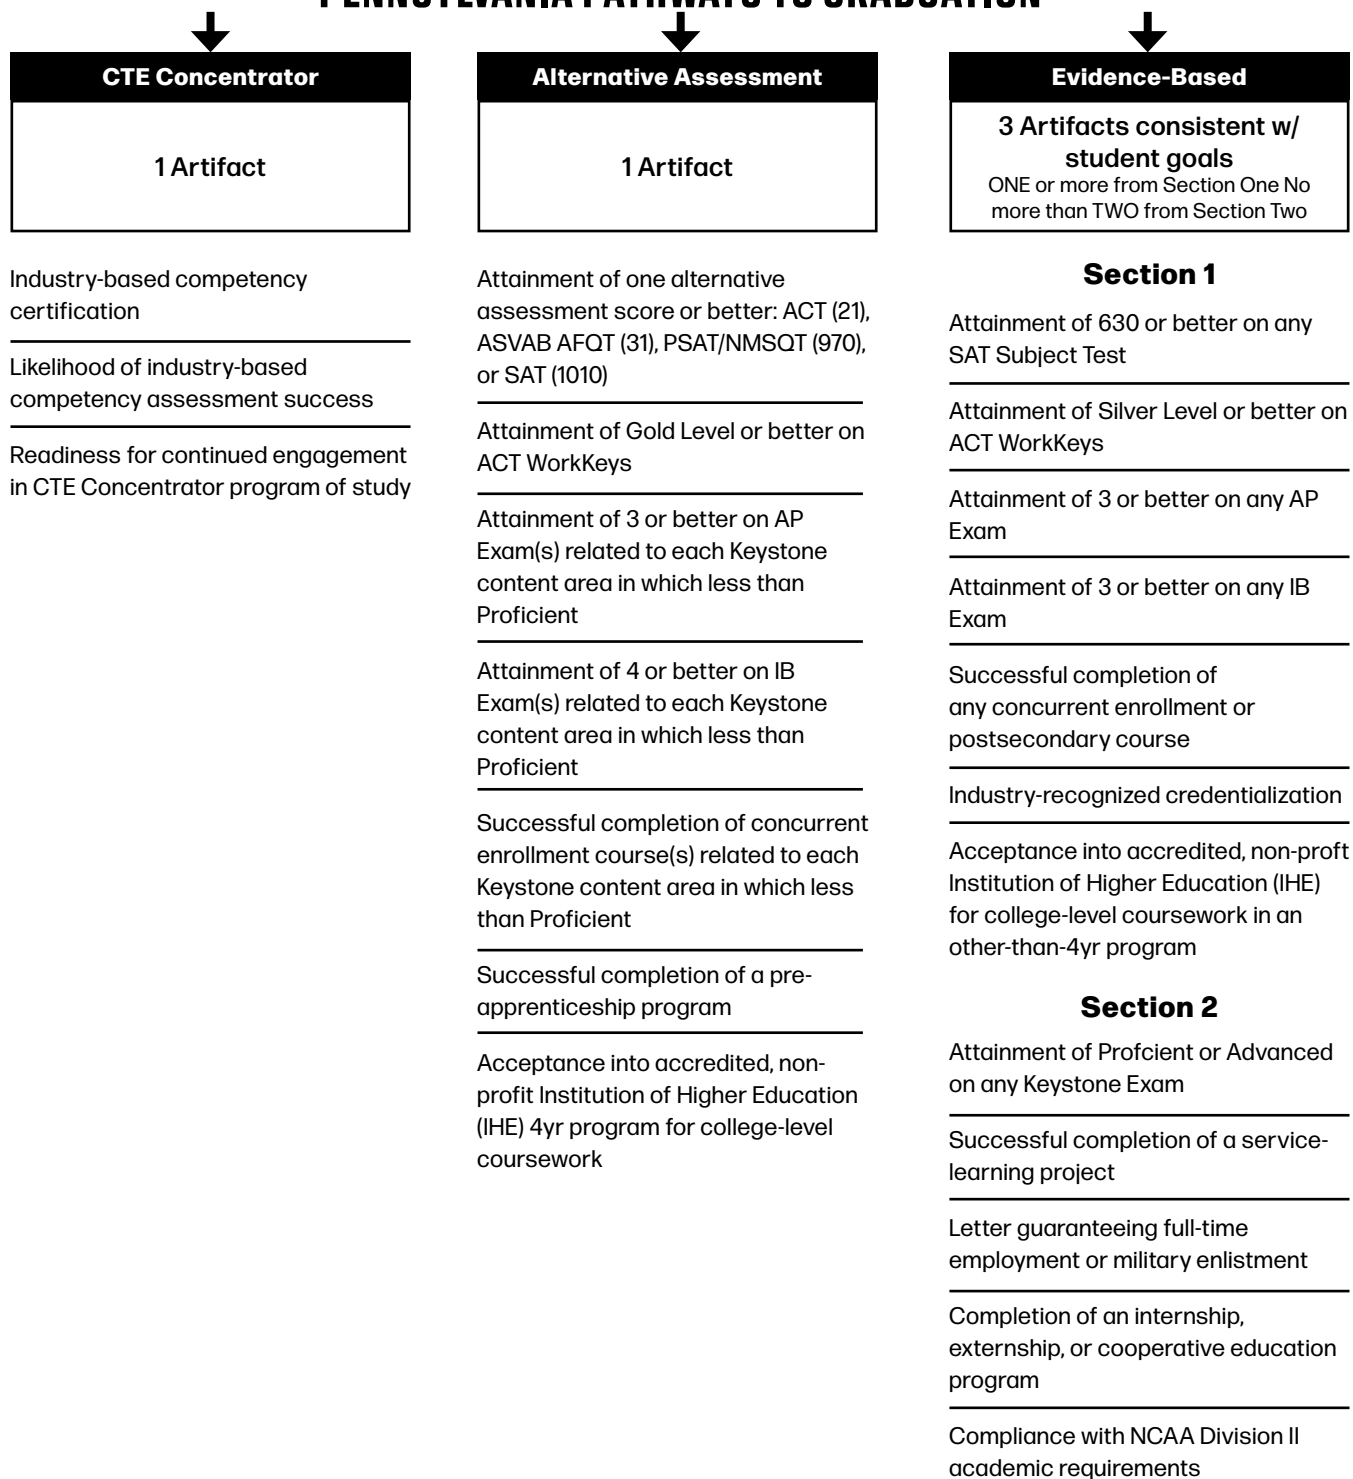 PENNSYLVANIA PATHWAYS TO GRADUATION
CTE Concentrator
1 Artifact
Industry-based competency
certification
Likelihood of industry-based
competency assessment success
Readiness for continued engagement
in CTE Concentrator program of study
Alternative Assessment
1 Artifact
Attainment of one alternative
assessment score or better: ACT (21),
ASVAB AFQT (31), PSAT/NMSQT (970),
or SAT (1010)
Attainment of Gold Level or better on
ACT WorkKeys
Attainment of 3 or better on AP
Exam(s) related to each Keystone
content area in which less than
Proficient
Attainment of 4 or better on IB
Exam(s) related to each Keystone
content area in which less than
Proficient
Successful completion of concurrent
enrollment course(s) related to each
Keystone content area in which less
than Proficient
Successful completion of a pre-
apprenticeship program
Acceptance into accredited, non-
profit Institution of Higher Education
(IHE) 4yr program for college-level
coursework
Evidence-Based
3 Artifacts consistent w/
student goals
ONE or more from Section One No
more than TWO from Section Two
Section 1
Attainment of 630 or better on any
SAT Subject Test
Attainment of Silver Level or better on
ACT WorkKeys
Attainment of 3 or better on any AP
Exam
Attainment of 3 or better on any IB
Exam
Successful completion of
any concurrent enrollment or
postsecondary course
Industry-recognized credentialization
Acceptance into accredited, non-proft
Institution of Higher Education (IHE)
for college-level coursework in an
other-than-4yr program
Section 2
Attainment of Profcient or Advanced
on any Keystone Exam
Successful completion of a service-
learning project
Letter guaranteeing full-time
employment or military enlistment
Completion of an internship,
externship, or cooperative education
program
Compliance with NCAA Division II
academic requirements